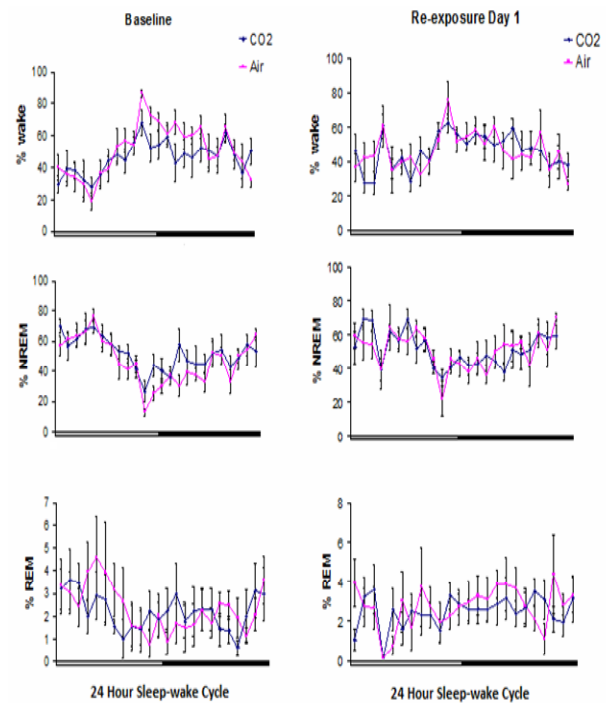 Baseline
CO2
Air
% wake
100
80
60
40
20
0
Re-exposure Day 1
CO2
Air
% wake
100
80
60
40
20
0
% NREM
100
80
60
40
20
0
% NREM
100
80
60
40
20
0
% REM
7
6
5
4
3
2
1
0
% REM
8
6
4
2
0
24 Hour Sleep-wake Cycle
24 Hour Sleep-wake Cycle